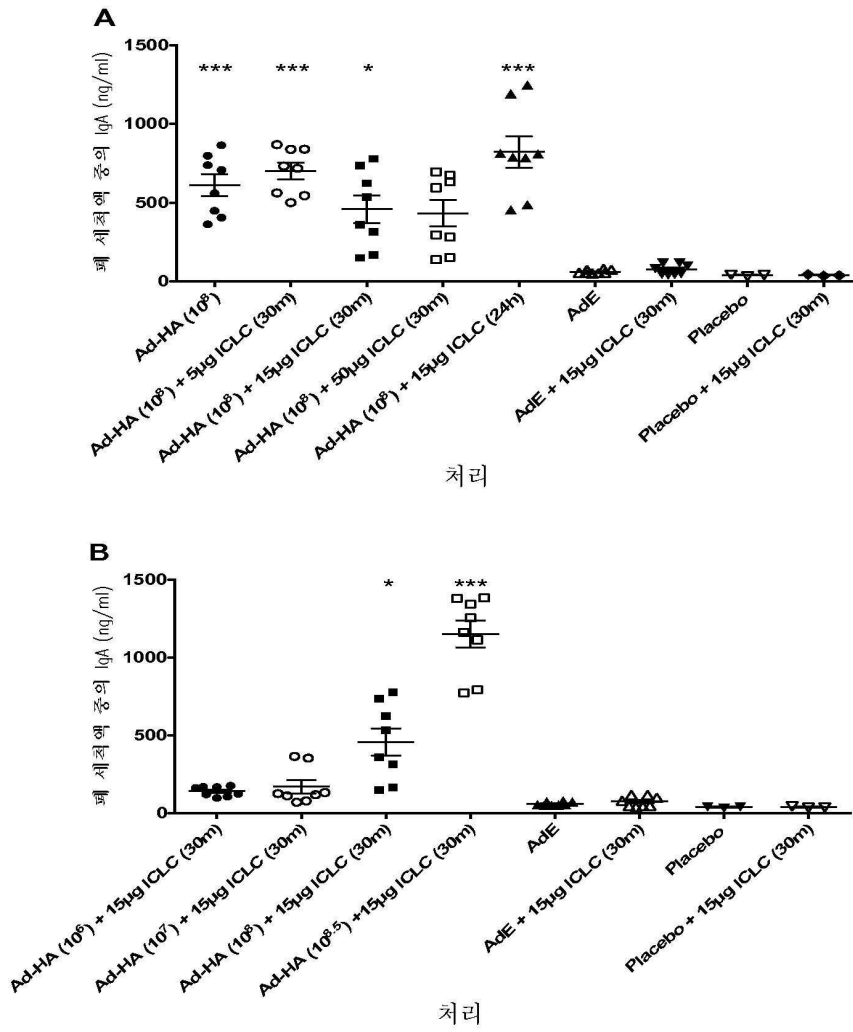 A
폐 세척액 중의 IgA (ng/ml)
1500
1000
500
0
*** *** * ***
Ad-HA (10⁸)
Ad-HA (10⁸) + 5µg ICLC (30m)
Ad-HA (10⁸) + 15µg ICLC (30m)
Ad-HA (10⁸) + 50µg ICLC (30m)
Ad-HA (10⁸) + 15µg ICLC (24h)
AdE
AdE + 15µg ICLC (30m)
Placebo
Placebo + 15µg ICLC (30m)
처리
B
폐 세척액 중의 IgA (ng/ml)
1500
1000
500
0
* ***
Ad-HA (10⁶) + 15µg ICLC (30m)
Ad-HA (10⁷) + 15µg ICLC (30m)
Ad-HA (10⁸) + 15µg ICLC (30m)
Ad-HA (10⁸·⁵) +15µg ICLC (30m)
AdE
AdE + 15µg ICLC (30m)
Placebo
Placebo + 15µg ICLC (30m)
처리